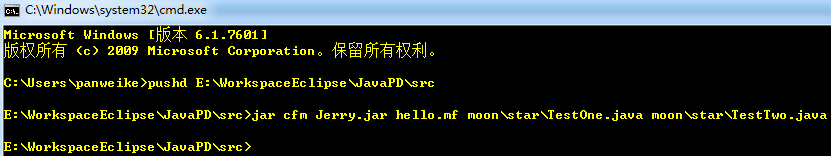 C:\Windows\system32\cmd.exe
Microsoft Windows [版本 6.1.7601]
版权所有 (c) 2009 Microsoft Corporation。保留所有权利。
C:\Users\panweike>pushd E:\WorkspaceEclipse\JavaPD\src
E:\WorkspaceEclipse\JavaPD\src>jar cfm Jerry.jar hello.mf moon\star\TestOne.java moon\star\TestTwo.java
E:\WorkspaceEclipse\JavaPD\src>